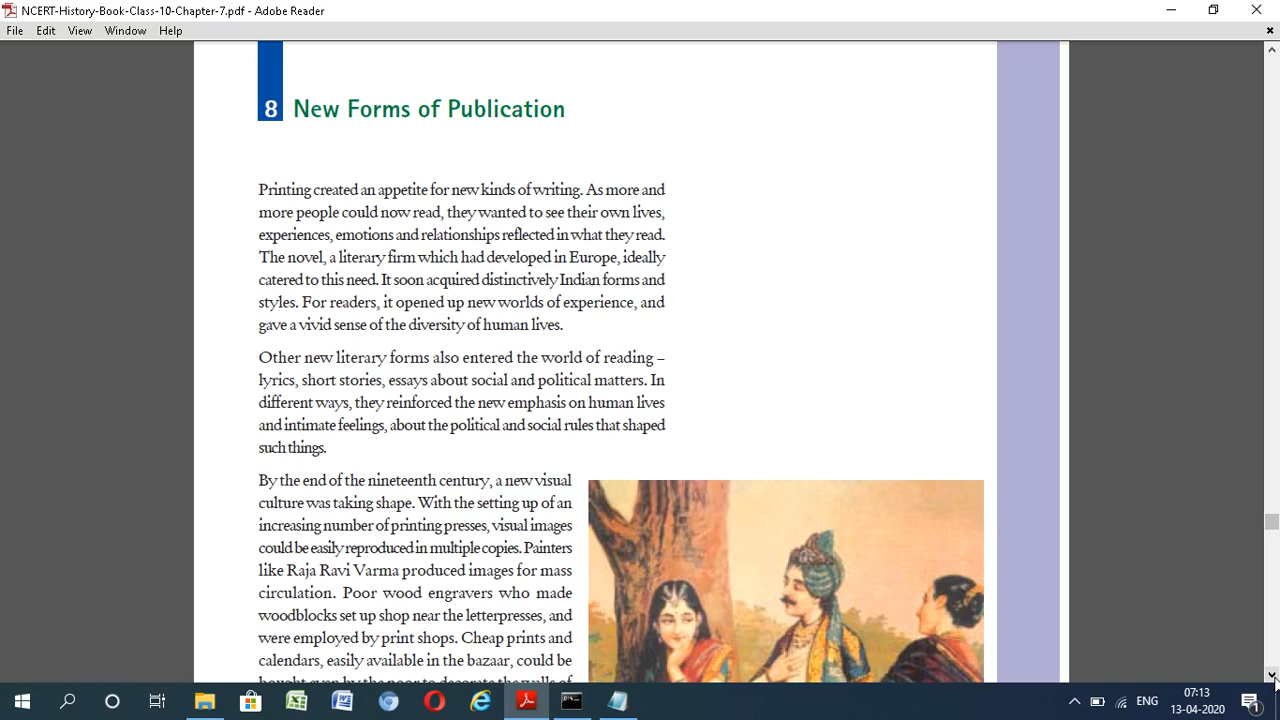 NCERT-History-Book-Class-10-Chapter-7.pdf - Adobe Reader
File Edit View Window Help
8 New Forms of Publication
Printing created an appetite for new kinds of writing. As more and
more people could now read, they wanted to see their own lives,
experiences, emotions and relationships reflected in what they read.
The novel, a literary firm which had developed in Europe, ideally
catered to this need. It soon acquired distinctively Indian forms and
styles. For readers, it opened up new worlds of experience, and
gave a vivid sense of the diversity of human lives.
Other new literary forms also entered the world of reading –
lyrics, short stories, essays about social and political matters. In
different ways, they reinforced the new emphasis on human lives
and intimate feelings, about the political and social rules that shaped
such things.
By the end of the nineteenth century, a new visual
culture was taking shape. With the setting up of an
increasing number of printing presses, visual images
could be easily reproduced in multiple copies. Painters
like Raja Ravi Varma produced images for mass
circulation. Poor wood engravers who made
woodblocks set up shop near the letterpresses, and
were employed by print shops. Cheap prints and
calendars, easily available in the bazaar, could be
bought even by the poor to decorate the walls of
ENG
07:13
13-04-2020
1